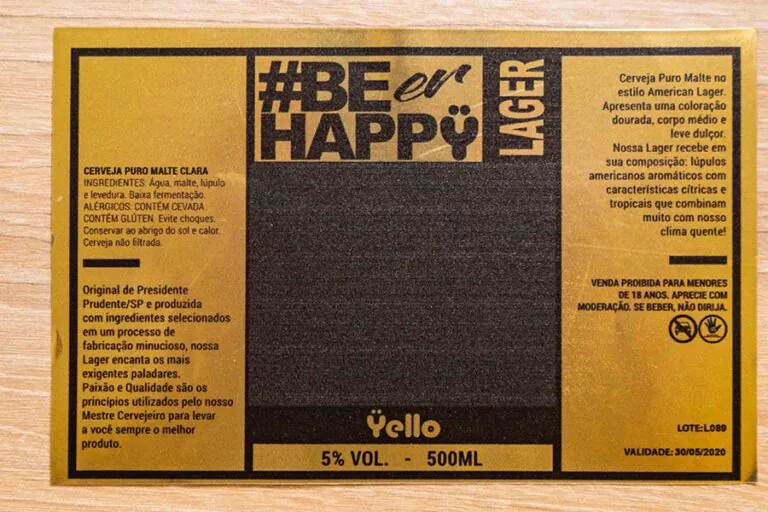 #BEer
HAPPŸ
LAGER
CERVEJA PURO MALTE CLARA
INGREDIENTES: Água, malte, lúpulo
e levedura. Baixa fermentação.
ALÉRGICOS: CONTÉM CEVADA.
CONTÉM GLÚTEN. Evite choques.
Conservar ao abrigo do sol e calor.
Cerveja não filtrada.
Original de Presidente
Prudente/SP e produzida
com ingredientes selecionados
em um processo de
fabricação minucioso, nossa
Lager encanta os mais
exigentes paladares.
Paixão e Qualidade são os
princípios utilizados pelo nosso
Mestre Cervejeiro para levar
a você sempre o melhor
produto.
Ÿello
5% VOL. - 500ML
Cerveja Puro Malte no
estilo American Lager.
Apresenta uma coloração
dourada, corpo médio e
leve dulçor.
Nossa Lager recebe em
sua composição: lúpulos
americanos aromáticos com
características cítricas e
tropicais que combinam
muito com nosso
clima quente!
VENDA PROIBIDA PARA MENORES
DE 18 ANOS. APRECIE COM
MODERAÇÃO. SE BEBER, NÃO DIRIJA.
LOTE:L089
VALIDADE: 30/05/2020